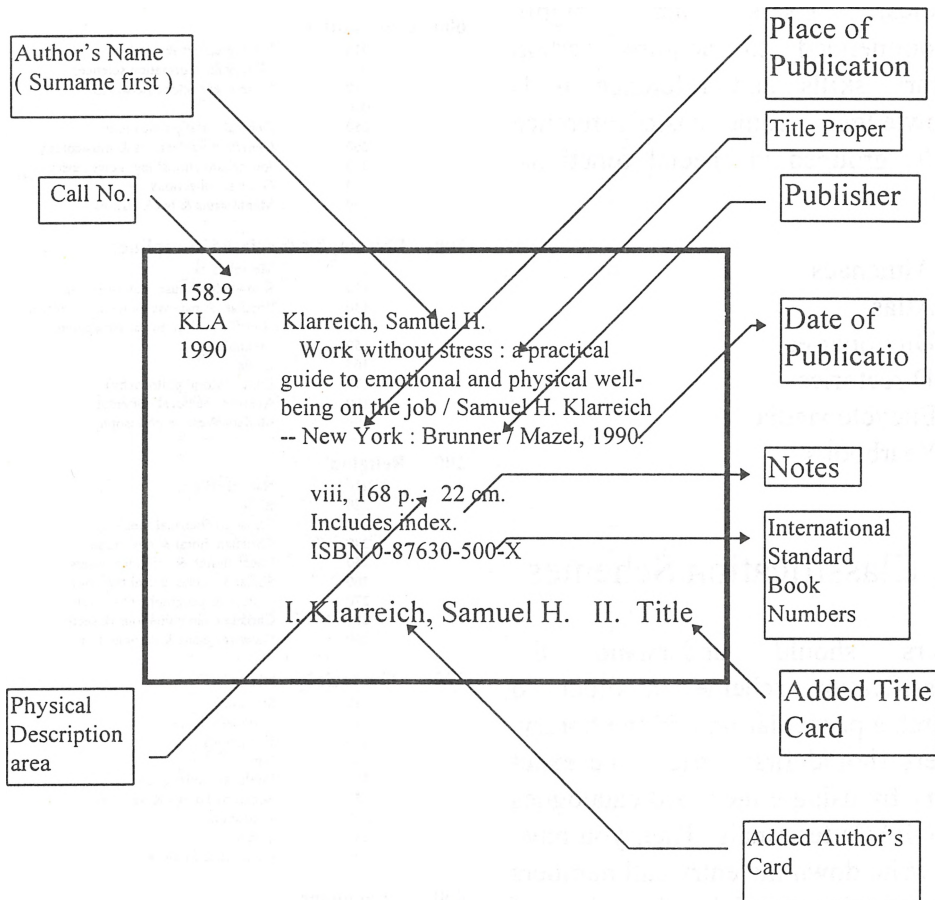 Author's Name
( Surname first )
Call No.
Place of
Publication
Title Proper
Publisher
Date of
Publicatio
Notes
International
Standard
Book
Numbers
158.9
KLA
1990
Klarreich, Samuel H.
Work without stress : a practical
guide to emotional and physical well-
being on the job / Samuel H. Klarreich
-- New York : Brunner / Mazel, 1990.
viii, 168 p. ; 22 cm.
Includes index.
ISBN 0-87630-500-X
I. Klarreich, Samuel H. II. Title
Physical
Description
area
Added Title
Card
Added Author's
Card